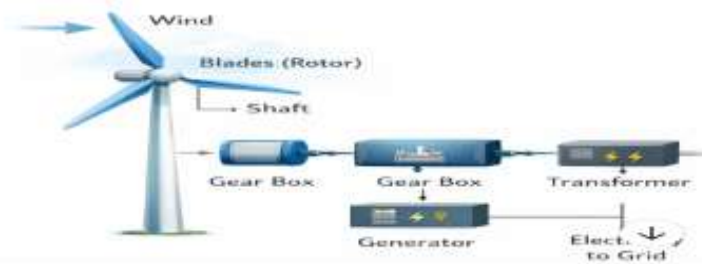 Wind
Blades (Rotor)
Shaft
Gear Box
Gear Box
Transformer
Generator
to Grid